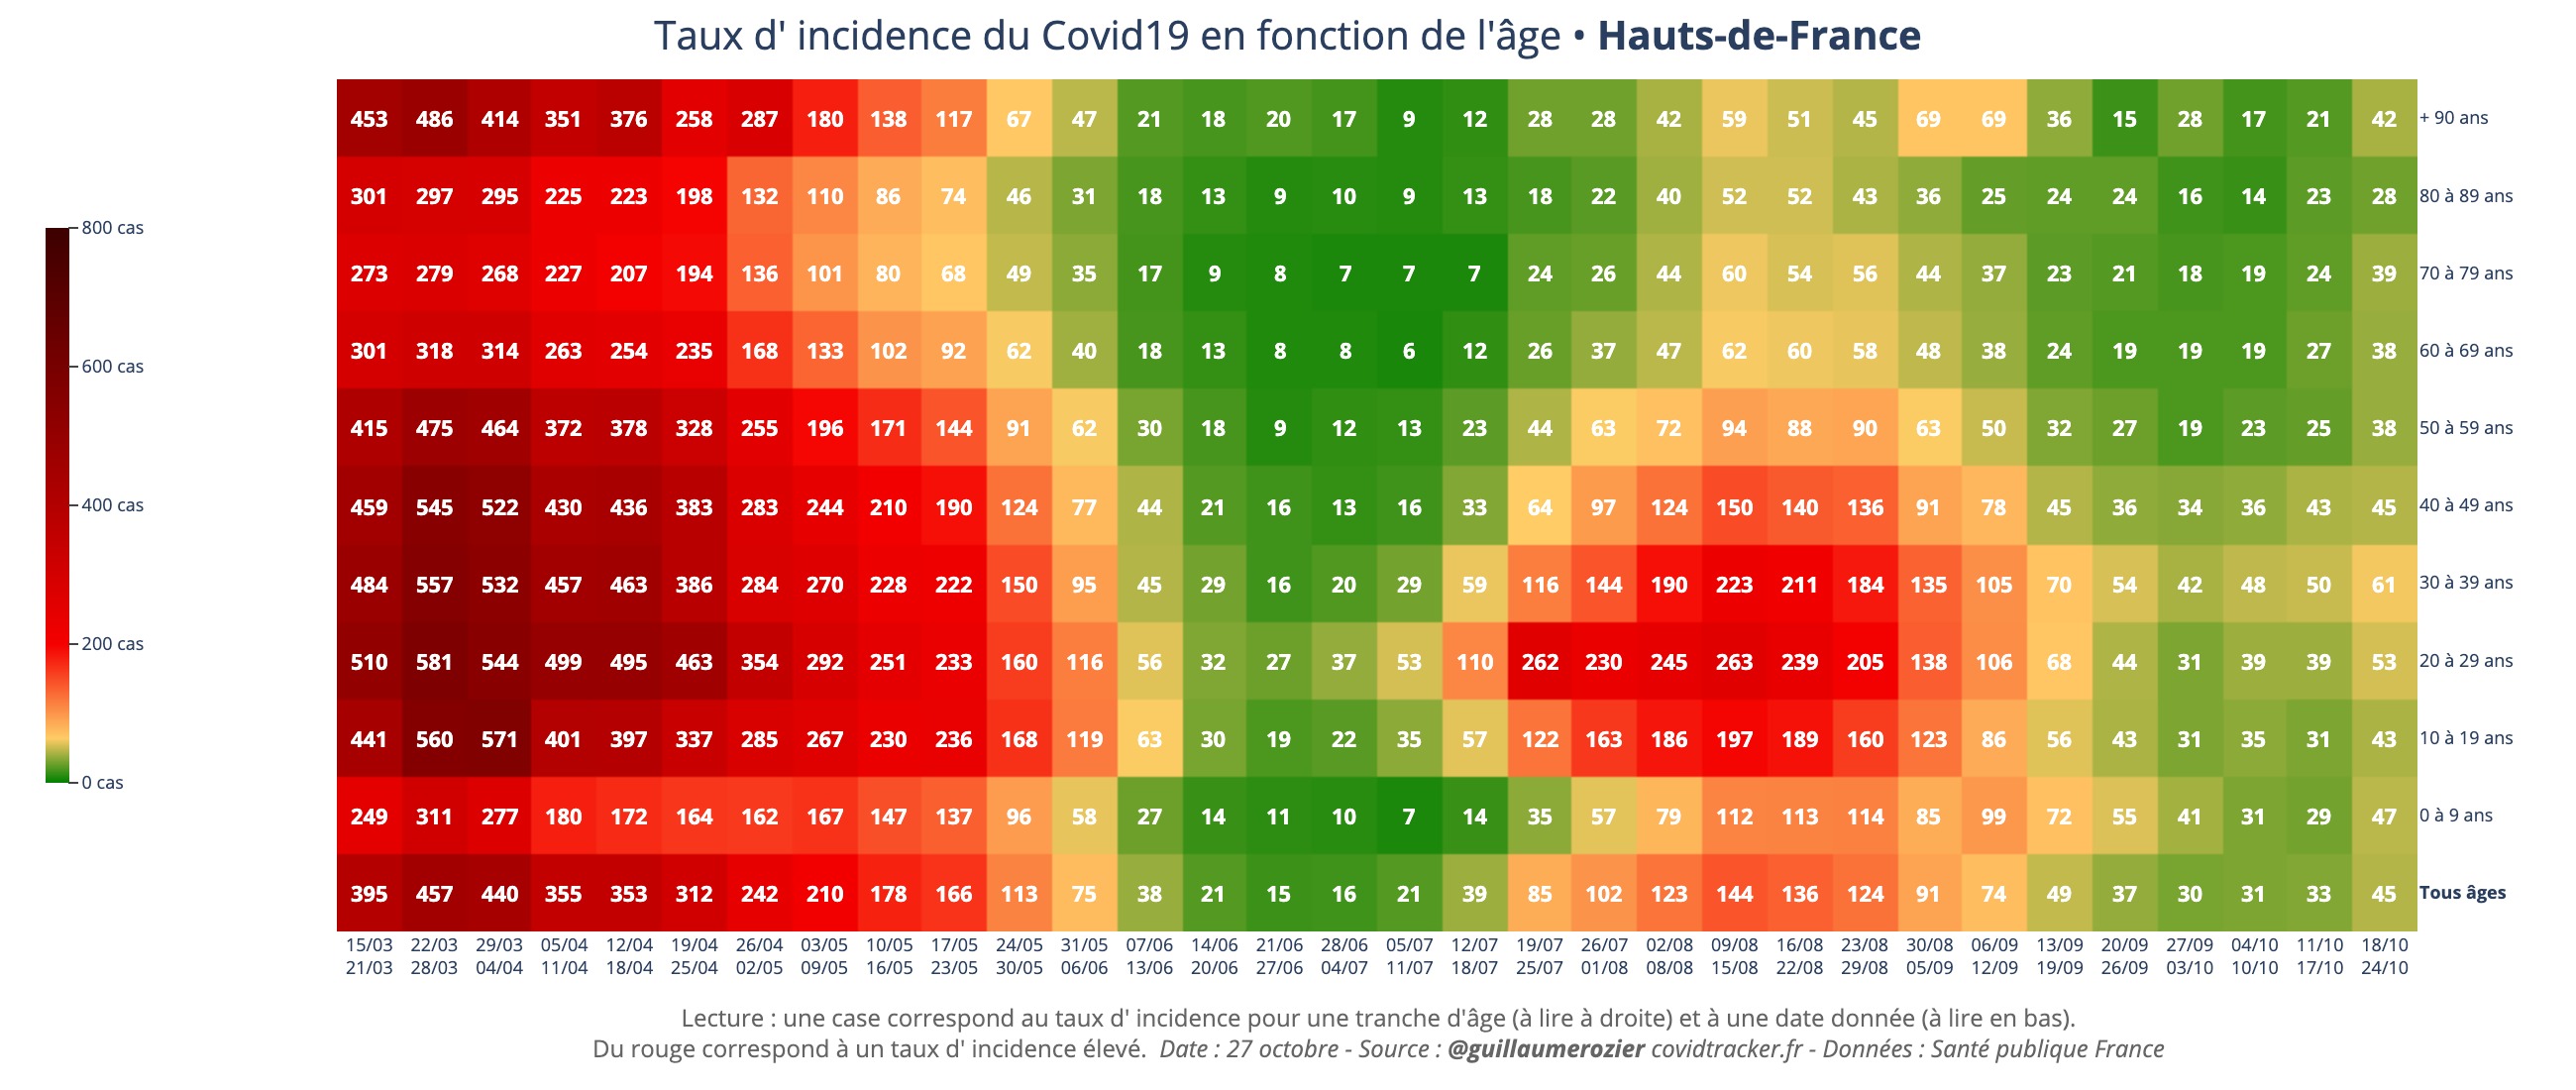 Taux d' incidence du Covid19 en fonction de l'âge • Hauts-de-France
800 cas
600 cas
400 cas
200 cas
0 cas
453 486 414 351 376 258 287 180 138 117 67 47 21 18 20 17 9 12 28 28 42 59 51 45 69 69 36 15 28 17 21 42 + 90 ans
301 297 295 225 223 198 132 110 86 74 46 31 18 13 9 10 9 13 18 22 40 52 52 43 36 25 24 24 16 14 23 28 80 à 89 ans
273 279 268 227 207 194 136 101 80 68 49 35 17 9 8 7 7 7 24 26 44 60 54 56 44 37 23 21 18 19 24 39 70 à 79 ans
301 318 314 263 254 235 168 133 102 92 62 40 18 13 8 8 6 12 26 37 47 62 60 58 48 38 24 19 19 19 27 38 60 à 69 ans
415 475 464 372 378 328 255 196 171 144 91 62 30 18 9 12 13 23 44 63 72 94 88 90 63 50 32 27 19 23 25 38 50 à 59 ans
459 545 522 430 436 383 283 244 210 190 124 77 44 21 16 13 16 33 64 97 124 150 140 136 91 78 45 36 34 36 43 45 40 à 49 ans
484 557 532 457 463 386 284 270 228 222 150 95 45 29 16 20 29 59 116 144 190 223 211 184 135 105 70 54 42 48 50 61 30 à 39 ans
510 581 544 499 495 463 354 292 251 233 160 116 56 32 27 37 53 110 262 230 245 263 239 205 138 106 68 44 31 39 39 53 20 à 29 ans
441 560 571 401 397 337 285 267 230 236 168 119 63 30 19 22 35 57 122 163 186 197 189 160 123 86 56 43 31 35 31 43 10 à 19 ans
249 311 277 180 172 164 162 167 147 137 96 58 27 14 11 10 7 14 35 57 79 112 113 114 85 99 72 55 41 31 29 47 0 à 9 ans
395 457 440 355 353 312 242 210 178 166 113 75 38 21 15 16 21 39 85 102 123 144 136 124 91 74 49 37 30 31 33 45 Tous âges
15/03 22/03 29/03 05/04 12/04 19/04 26/04 03/05 10/05 17/05 24/05 31/05 07/06 14/06 21/06 28/06 05/07 12/07 19/07 26/07 02/08 09/08 16/08 23/08 30/08 06/09 13/09 20/09 27/09 04/10 11/10 18/10
21/03 28/03 04/04 11/04 18/04 25/04 02/05 09/05 16/05 23/05 30/05 06/06 13/06 20/06 27/06 04/07 11/07 18/07 25/07 01/08 08/08 15/08 22/08 29/08 05/09 12/09 19/09 26/09 03/10 10/10 17/10 24/10
Lecture : une case correspond au taux d' incidence pour une tranche d'âge (à lire à droite) et à une date donnée (à lire en bas).
Du rouge correspond à un taux d' incidence élevé. Date : 27 octobre - Source : @guillaumerozier covidtracker.fr - Données : Santé publique France